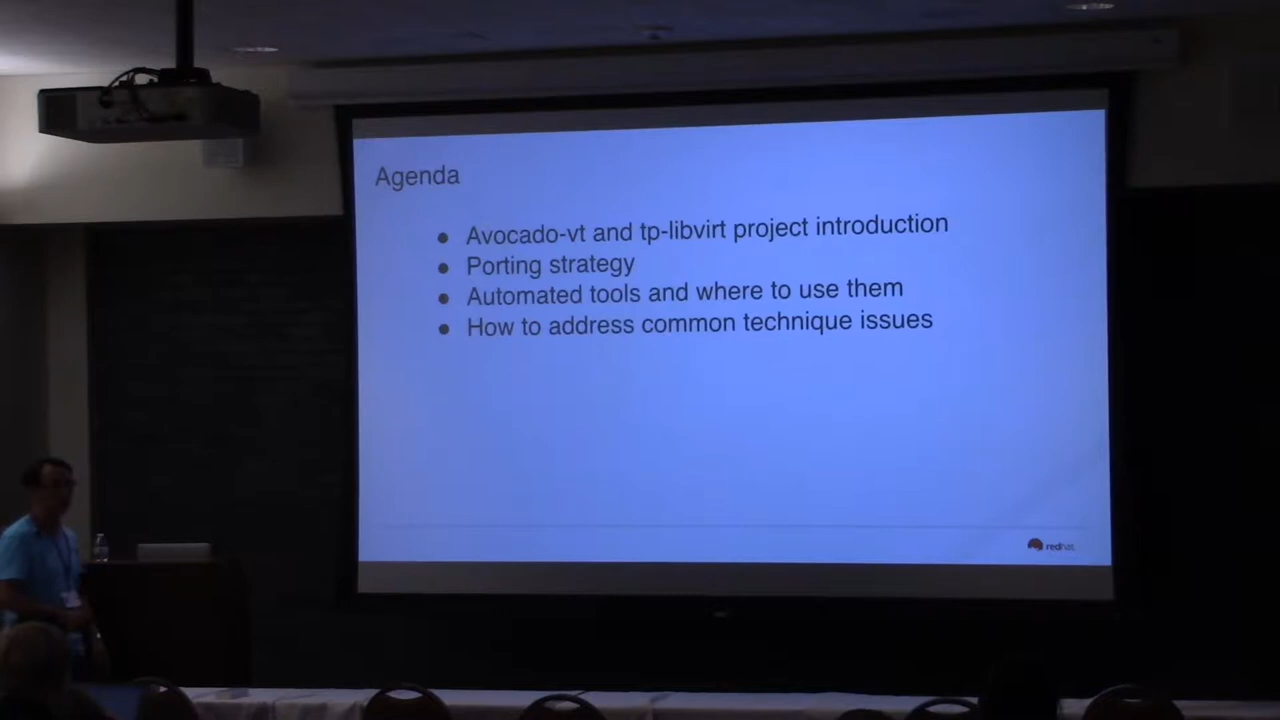 Agenda
● Avocado-vt and tp-libvirt project introduction
● Porting strategy
● Automated tools and where to use them
● How to address common technique issues
redhat